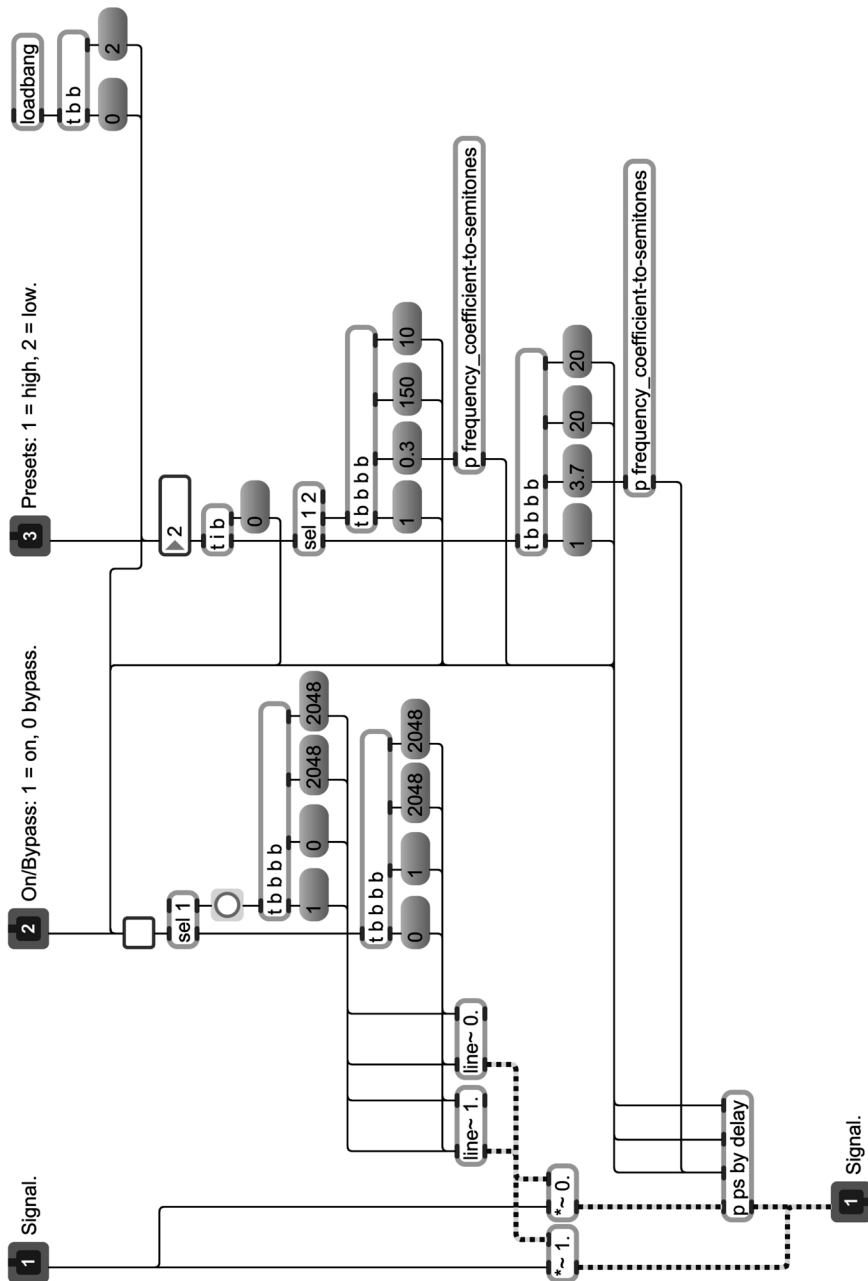 1 Signal.
2 On/Bypass: 1 = on, 0 bypass.
3 Presets: 1 = high, 2 = low.
loadbang
t b b
0 2
2
sel 1
t i b
0
t b b b b
1 0 2048 2048
sel 1 2
t b b b b
1 0.3 150 10
t b b b b
0 1 2048 2048
line~ 1. line~ 0.
p frequency_coefficient-to-semitones
t b b b b
*~ 1. *~ 0.
1 3.7 20 20
p frequency_coefficient-to-semitones
p ps by delay
1 Signal.